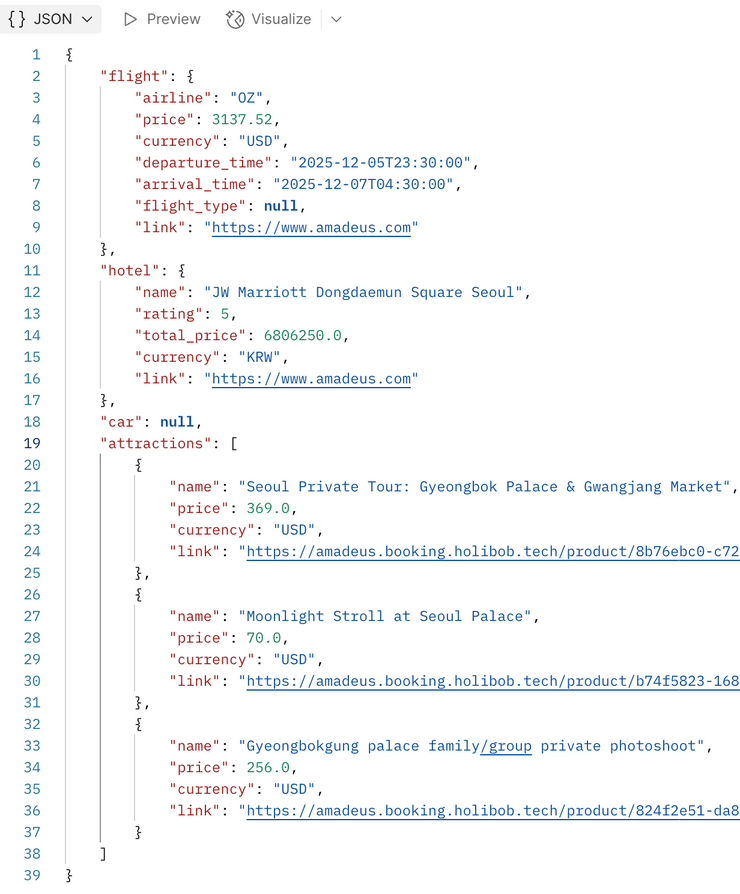 {} JSON Preview Visualize
1 {
2 "flight": {
3 "airline": "OZ",
4 "price": 3137.52,
5 "currency": "USD",
6 "departure_time": "2025-12-05T23:30:00",
7 "arrival_time": "2025-12-07T04:30:00",
8 "flight_type": null,
9 "link": "https://www.amadeus.com"
10 },
11 "hotel": {
12 "name": "JW Marriott Dongdaemun Square Seoul",
13 "rating": 5,
14 "total_price": 6806250.0,
15 "currency": "KRW",
16 "link": "https://www.amadeus.com"
17 },
18 "car": null,
19 "attractions": [
20 {
21 "name": "Seoul Private Tour: Gyeongbok Palace & Gwangjang Market",
22 "price": 369.0,
23 "currency": "USD",
24 "link": "https://amadeus.booking.holibob.tech/product/8b76ebc0-c72
25 },
26 {
27 "name": "Moonlight Stroll at Seoul Palace",
28 "price": 70.0,
29 "currency": "USD",
30 "link": "https://amadeus.booking.holibob.tech/product/b74f5823-168
31 },
32 {
33 "name": "Gyeongbokgung palace family/group private photoshoot",
34 "price": 256.0,
35 "currency": "USD",
36 "link": "https://amadeus.booking.holibob.tech/product/824f2e51-da8
37 }
38 ]
39 }